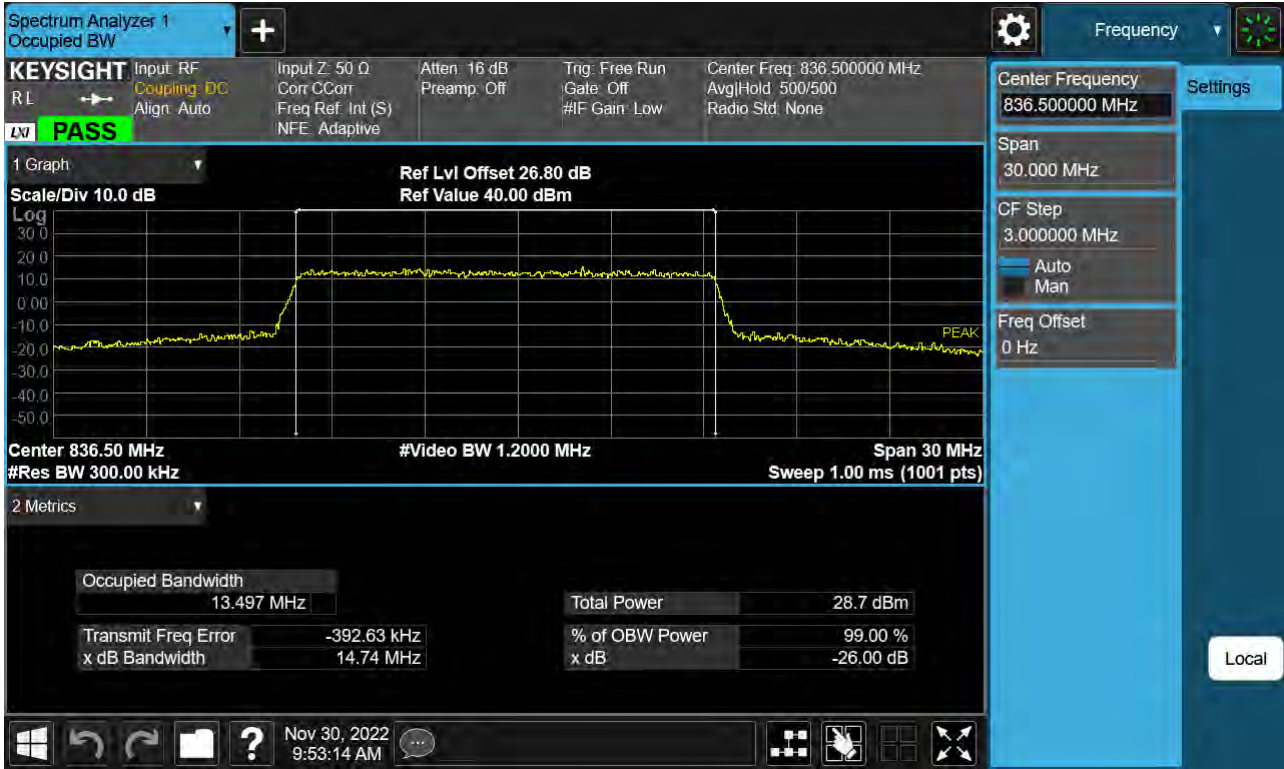 Spectrum Analyzer 1
Occupied BW
+
Frequency
KEYSIGHT
RL
LXI PASS
Input: RF
Coupling: DC
Align: Auto
Input Z: 50 Ω
Corr CCorr
Freq Ref: Int (S)
NFE: Adaptive
Atten: 16 dB
Preamp: Off
Trig: Free Run
Gate: Off
#IF Gain: Low
Center Freq: 836.500000 MHz
Avg|Hold: 500/500
Radio Std: None
Center Frequency
836.500000 MHz
Settings
Span
30.000 MHz
CF Step
3.000000 MHz
Auto
Man
Freq Offset
0 Hz
Local
1 Graph
Scale/Div 10.0 dB
Ref Lvl Offset 26.80 dB
Ref Value 40.00 dBm
Log
30.0
20.0
10.0
0.00
-10.0
-20.0
-30.0
-40.0
-50.0
PEAK
Center 836.50 MHz
#Video BW 1.2000 MHz
Span 30 MHz
#Res BW 300.00 kHz
Sweep 1.00 ms (1001 pts)
2 Metrics
Occupied Bandwidth
13.497 MHz
Total Power 28.7 dBm
Transmit Freq Error -392.63 kHz
% of OBW Power 99.00 %
x dB Bandwidth 14.74 MHz
x dB -26.00 dB
?
Nov 30, 2022
9:53:14 AM